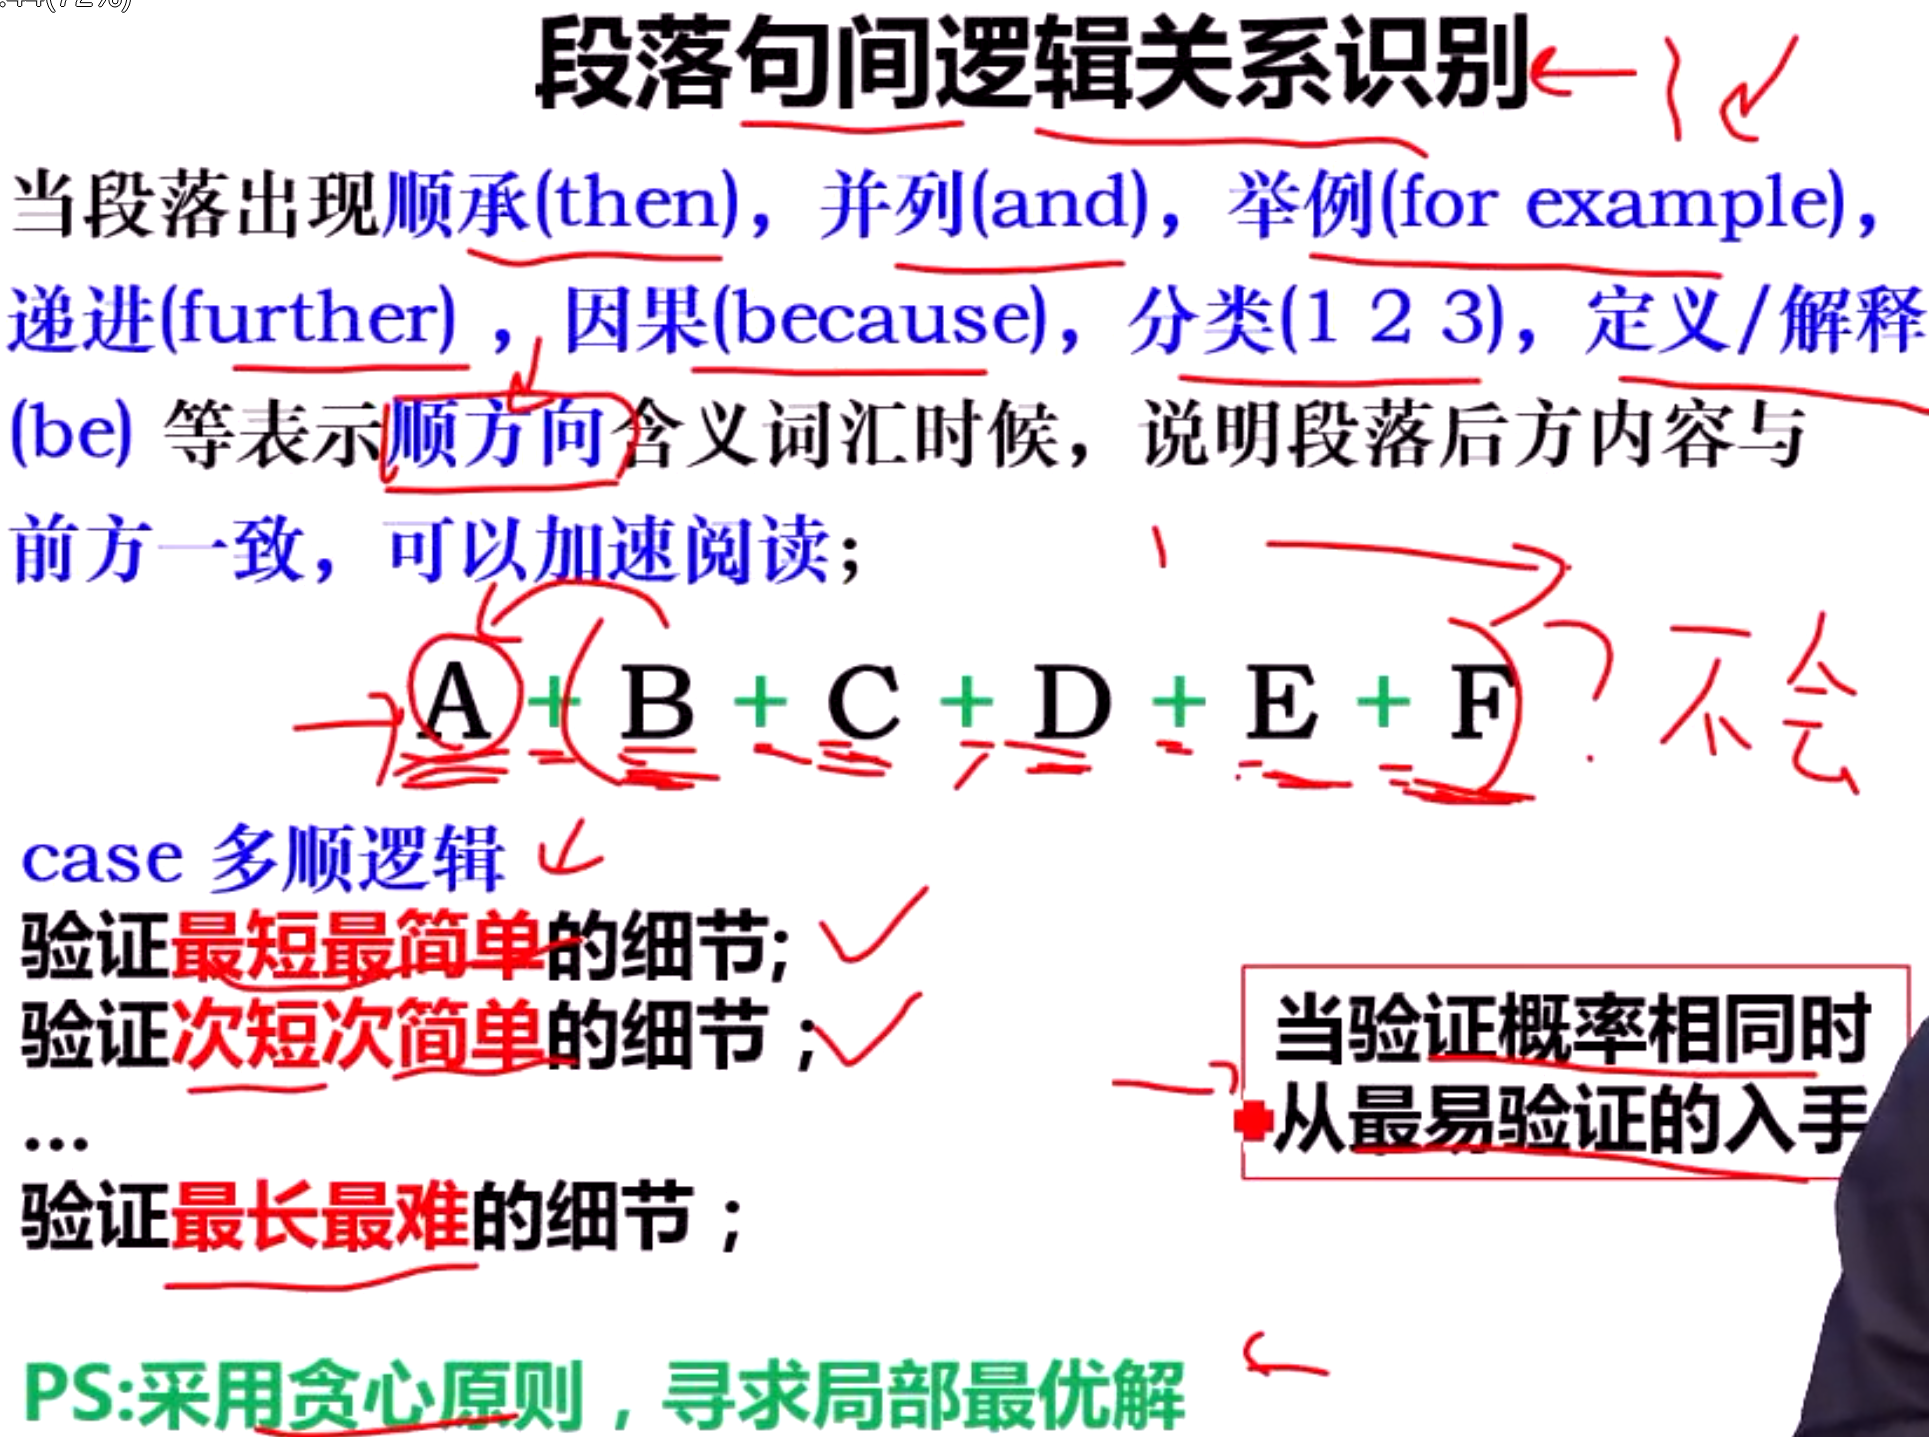 段落句间逻辑关系识别
当段落出现顺承(then)，并列(and)，举例(for example)，
递进(further) ，因果(because)，分类(1 2 3)，定义/解释
(be) 等表示顺方向含义词汇时候，说明段落后方内容与
前方一致，可以加速阅读；
A + B + C + D + E + F ? 不会
case 多顺逻辑
验证最短最简单的细节;
验证次短次简单的细节；
...
验证最长最难的细节；
当验证概率相同时
从最易验证的入手
PS:采用贪心原则，寻求局部最优解